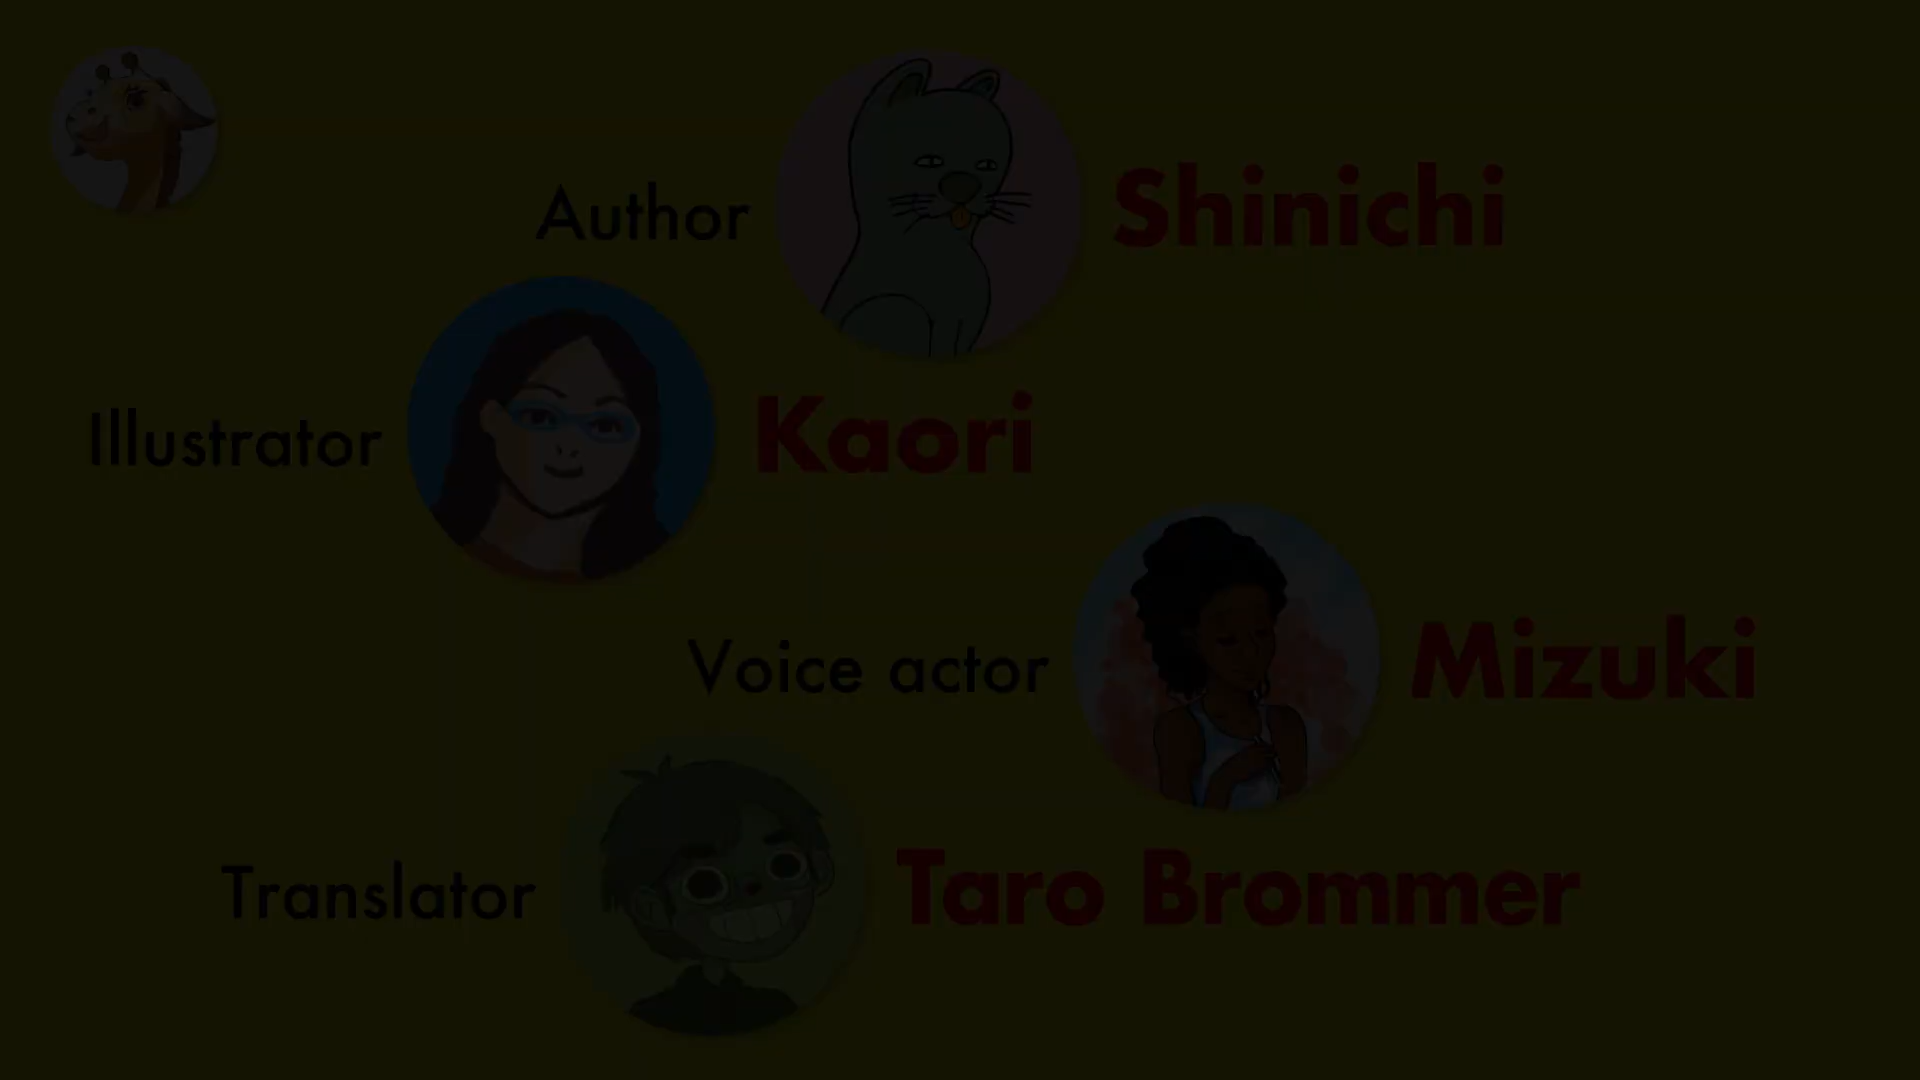 Author Shinichi
Illustrator Kaori
Voice actor Mizuki
Translator Taro Brommer